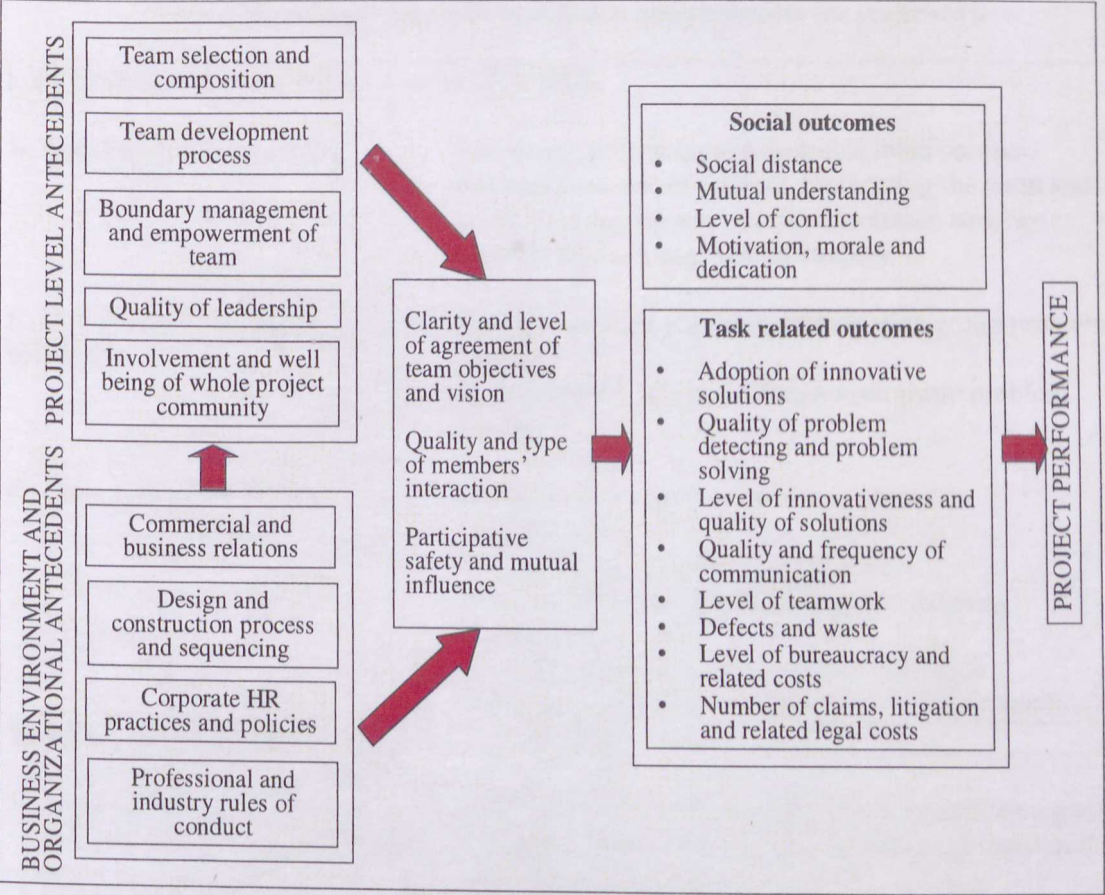 PROJECT LEVEL ANTECEDENTS
Team selection and
composition
Team development
process
Boundary management
and empowerment of
team
Quality of leadership
Involvement and well
being of whole project
community
BUSINESS ENVIRONMENT AND
ORGANIZATIONAL ANTECEDENTS
Commercial and
business relations
Design and
construction process
and sequencing
Corporate HR
practices and policies
Professional and
industry rules of
conduct
Clarity and level
of agreement of
team objectives
and vision
Quality and type
of members’
interaction
Participative
safety and mutual
influence
Social outcomes
• Social distance
• Mutual understanding
• Level of conflict
• Motivation, morale and
dedication
Task related outcomes
• Adoption of innovative
solutions
• Quality of problem
detecting and problem
solving
• Level of innovativeness and
quality of solutions
• Quality and frequency of
communication
• Level of teamwork
• Defects and waste
• Level of bureaucracy and
related costs
• Number of claims, litigation
and related legal costs
PROJECT PERFORMANCE